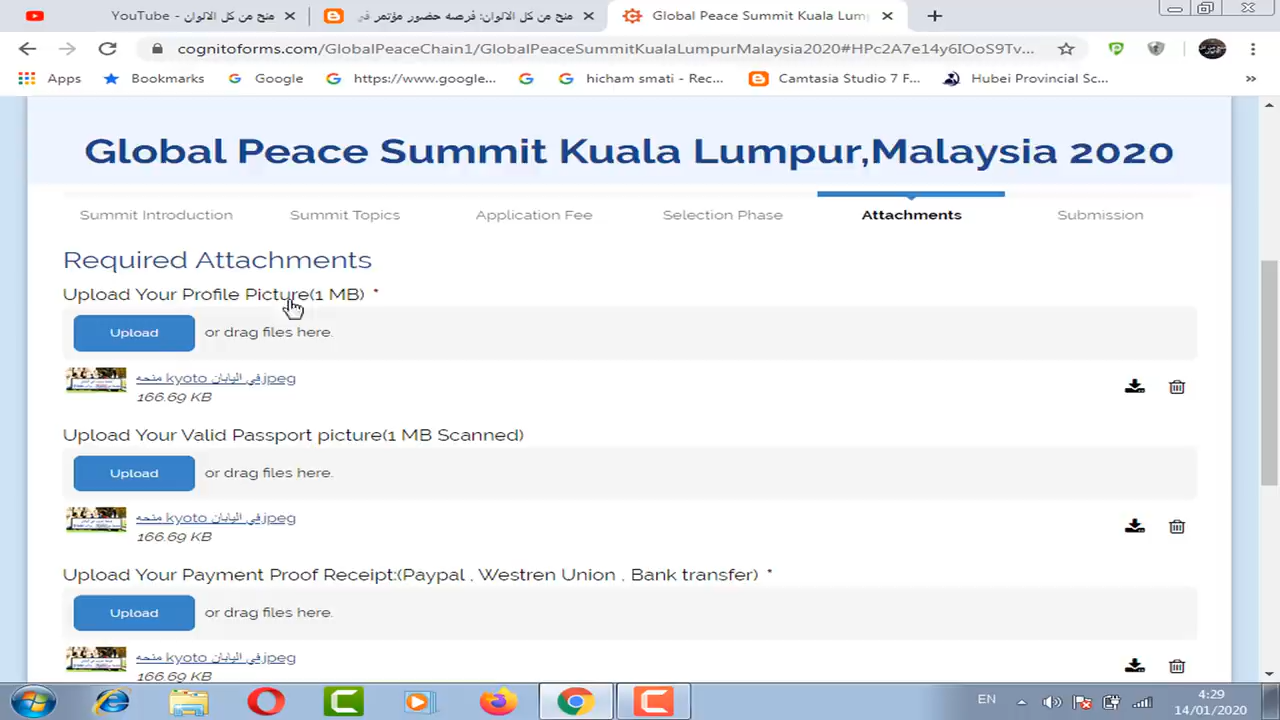 YouTube - منح من كل الالوان
منح من كل الالوان: فرصه حضور مؤتمر في
Global Peace Summit Kuala Lum
cognitoforms.com/GlobalPeaceChain1/GlobalPeaceSummitKualaLumpurMalaysia2020#HPc2A7e14y6IOoS9Tv...
Apps Bookmarks Google https://www.google... hicham smati - Rec... Camtasia Studio 7 F... Hubei Provincial Sc... »
Global Peace Summit Kuala Lumpur,Malaysia 2020
Summit Introduction Summit Topics Application Fee Selection Phase Attachments Submission
Required Attachments
Upload Your Profile Picture(1 MB) *
Upload or drag files here.
منحه kyoto في اليابان.jpeg
166.69 KB
Upload Your Valid Passport picture(1 MB Scanned)
Upload or drag files here.
منحه kyoto في اليابان.jpeg
166.69 KB
Upload Your Payment Proof Receipt:(Paypal , Westren Union , Bank transfer) *
Upload or drag files here.
منحه kyoto في اليابان.jpeg
166.69 KB
EN
4:29
14/01/2020